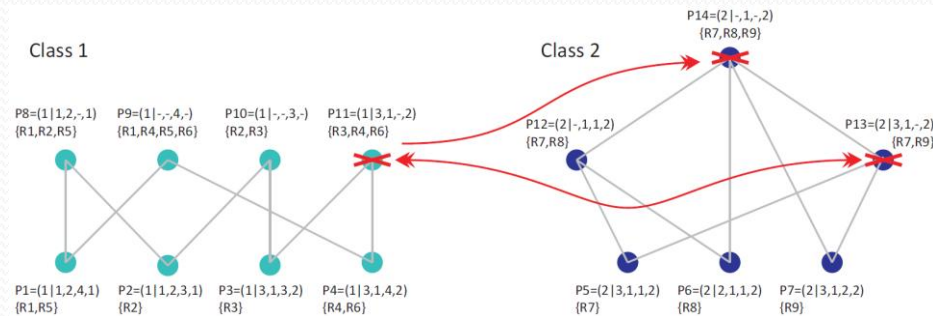 P14=(2|-,1,-,2)
{R7,R8,R9}
Class 1
Class 2
P8=(1|1,2,-,1)
{R1,R2,R5}
P9=(1|-,-,4,-)
{R1,R4,R5,R6}
P10=(1|-,-,3,-)
{R2,R3}
P11=(1|3,1,-,2)
{R3,R4,R6}
P12=(2|-,1,1,2)
{R7,R8}
P13=(2|3,1,-,2)
{R7,R9}
P1=(1|1,2,4,1)
{R1,R5}
P2=(1|1,2,3,1)
{R2}
P3=(1|3,1,3,2)
{R3}
P4=(1|3,1,4,2)
{R4,R6}
P5=(2|3,1,1,2)
{R7}
P6=(2|2,1,1,2)
{R8}
P7=(2|3,1,2,2)
{R9}